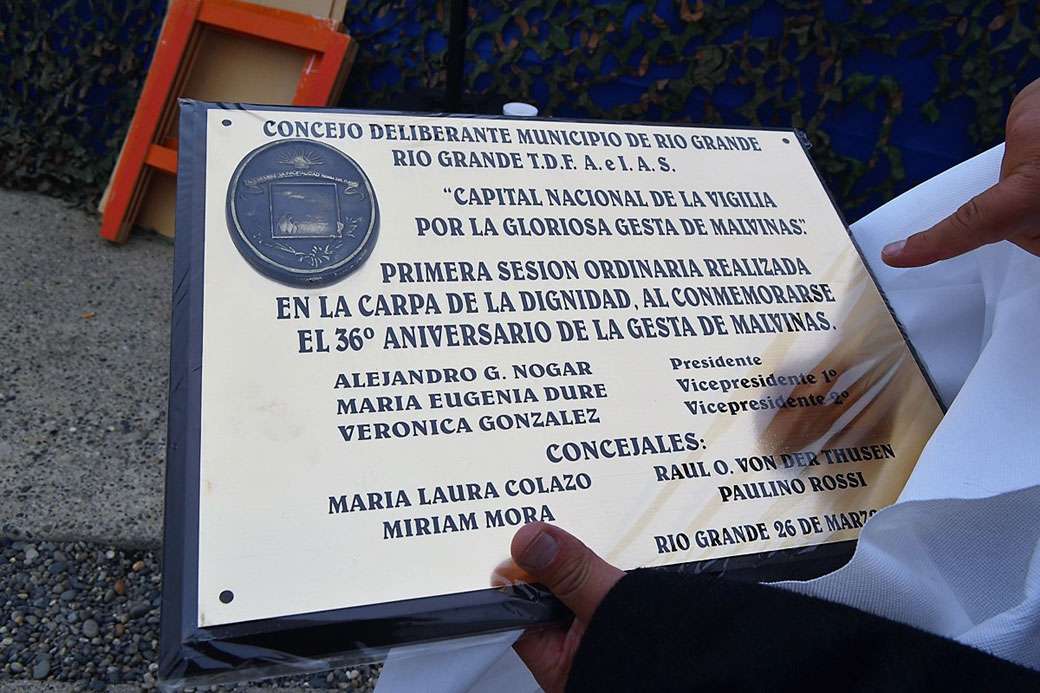 CONCEJO DELIBERANTE MUNICIPIO DE RIO GRANDE
RIO GRANDE T.D.F. A. e I. A. S.
"CAPITAL NACIONAL DE LA VIGILIA
POR LA GLORIOSA GESTA DE MALVINAS".
PRIMERA SESION ORDINARIA REALIZADA
EN LA CARPA DE LA DIGNIDAD, AL CONMEMORARSE
EL 36º ANIVERSARIO DE LA GESTA DE MALVINAS.
ALEJANDRO G. NOGAR Presidente
MARIA EUGENIA DURE Vicepresidente 1º
VERONICA GONZALEZ Vicepresidente 2º
CONCEJALES:
MARIA LAURA COLAZO RAUL O. VON DER THUSEN
MIRIAM MORA PAULINO ROSSI
RIO GRANDE 26 DE MARZO